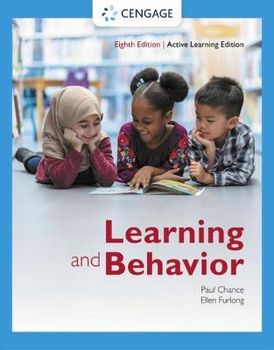 CENGAGE
Eighth Edition | Active Learning Edition
Learning
and Behavior
Paul Chance
Ellen Furlong